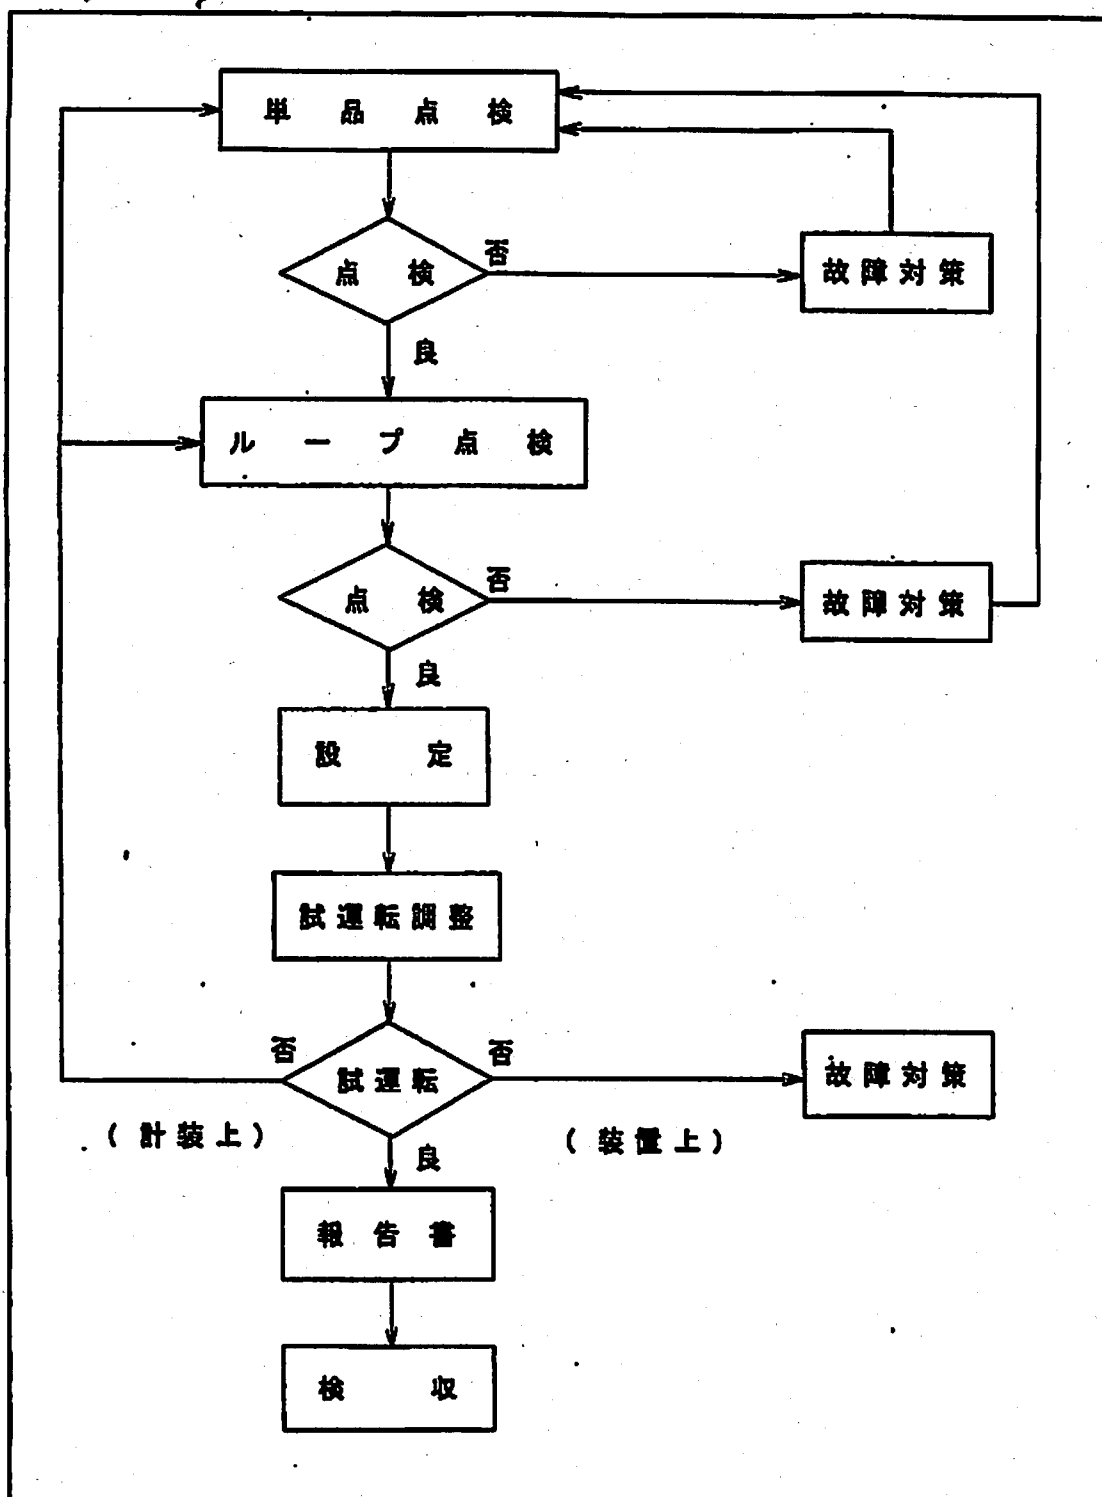 単品点検
点検
否
故障対策
良
ループ点検
点検
否
故障対策
良
設定
試運転調整
否
試運転
否
故障対策
(計装上)
(装置上)
良
報告書
検収